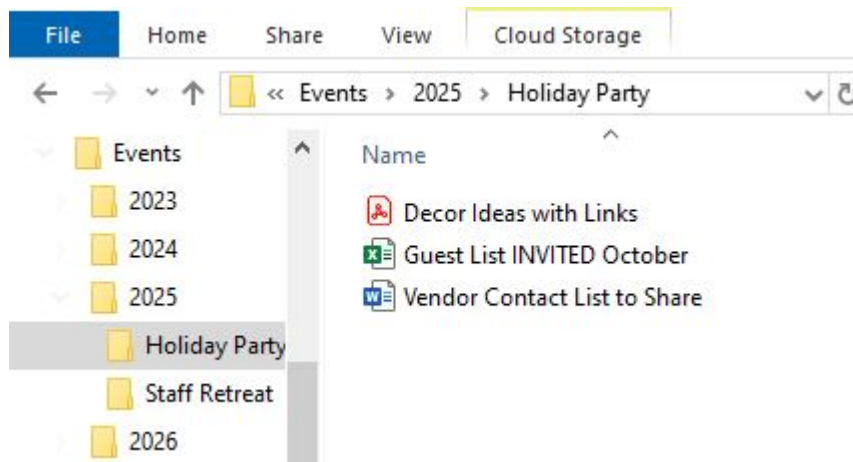 File Home Share View Cloud Storage
« Events > 2025 > Holiday Party
Events
2023
2024
2025
Holiday Party
Staff Retreat
2026
Name
Decor Ideas with Links
Guest List INVITED October
Vendor Contact List to Share